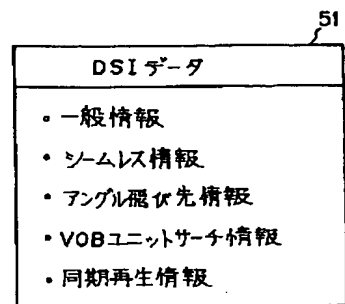 51
DSIデータ
・一般情報
・シームレス情報
・アングル飛び先情報
・VOBユニットサーチ情報
・同期再生情報